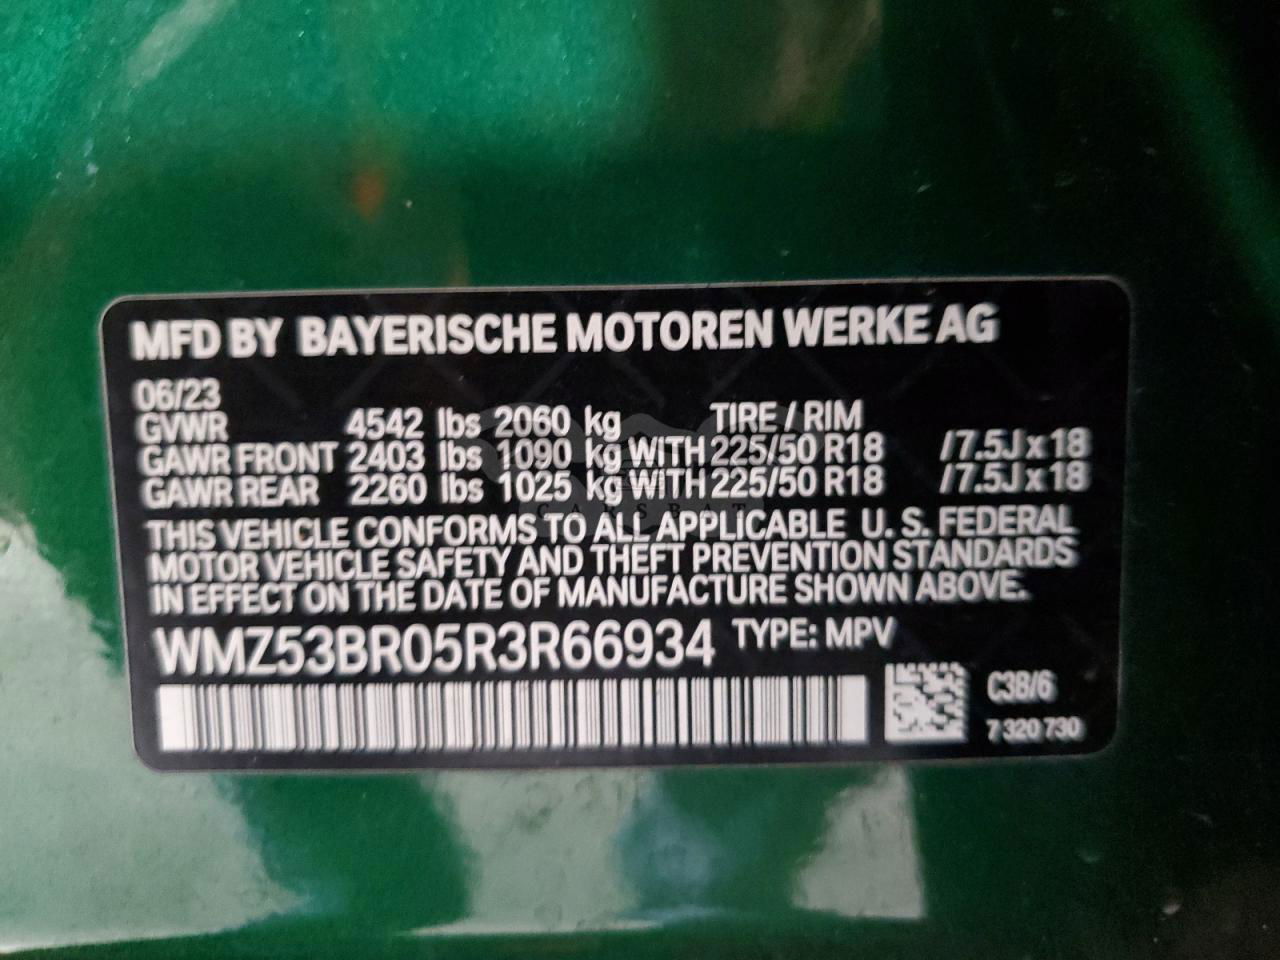 MFD BY BAYERISCHE MOTOREN WERKE AG
06/23
GVWR 4542 lbs 2060 kg TIRE / RIM
GAWR FRONT 2403 lbs 1090 kg WITH 225/50 R18 /7.5J x 18
GAWR REAR 2260 lbs 1025 kg WITH 225/50 R18 /7.5J x 18
CARSBAT
THIS VEHICLE CONFORMS TO ALL APPLICABLE U. S. FEDERAL
MOTOR VEHICLE SAFETY AND THEFT PREVENTION STANDARDS
IN EFFECT ON THE DATE OF MANUFACTURE SHOWN ABOVE.
WMZ53BR05R3R66934 TYPE: MPV
C38/6
7 320 730